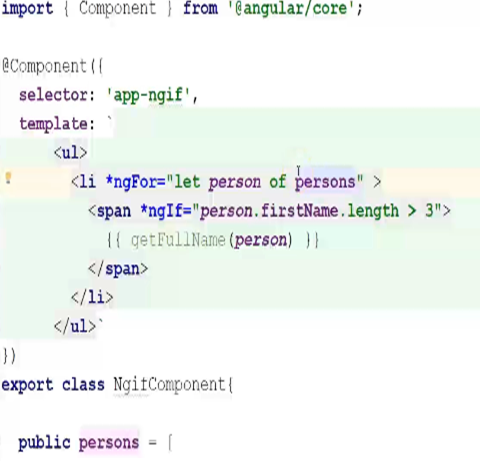 import { Component } from '@angular/core';
@Component({
selector: 'app-ngif',
template: `
<ul>
<li *ngFor="let person of persons" >
<span *ngIf="person.firstName.length > 3">
{{ getFullName(person) }}
</span>
</li>
</ul>`
})
export class NgifComponent{
public persons = [